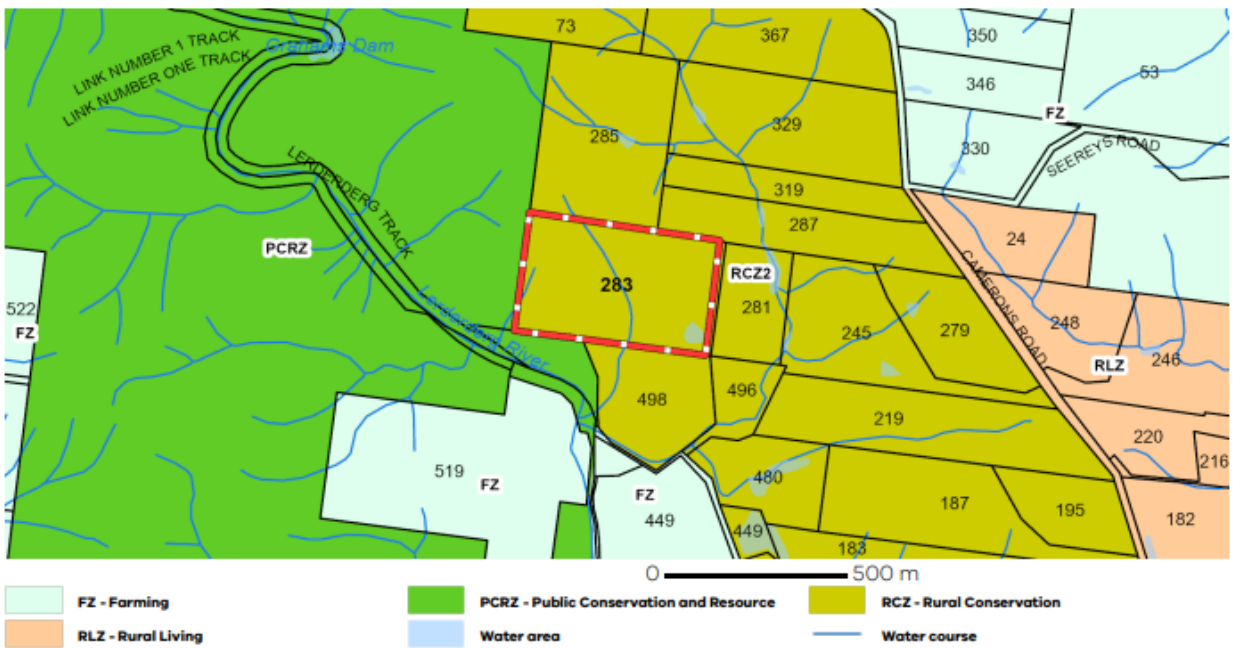 73
367
350
346
53
FZ
Grahams Dam
LINK NUMBER 1 TRACK
LINK NUMBER ONE TRACK
285
329
330
SEEREYS ROAD
LERDERDERG TRACK
319
287
24
PCRZ
RCZ2
283
281
CAMERONS ROAD
522
FZ
Lerderderg River
245
279
248
246
RLZ
498
496
219
220
216
519
FZ
FZ
449
480
187
195
182
449
183
0
500 m
FZ - Farming
PCRZ - Public Conservation and Resource
RCZ - Rural Conservation
RLZ - Rural Living
Water area
Water course